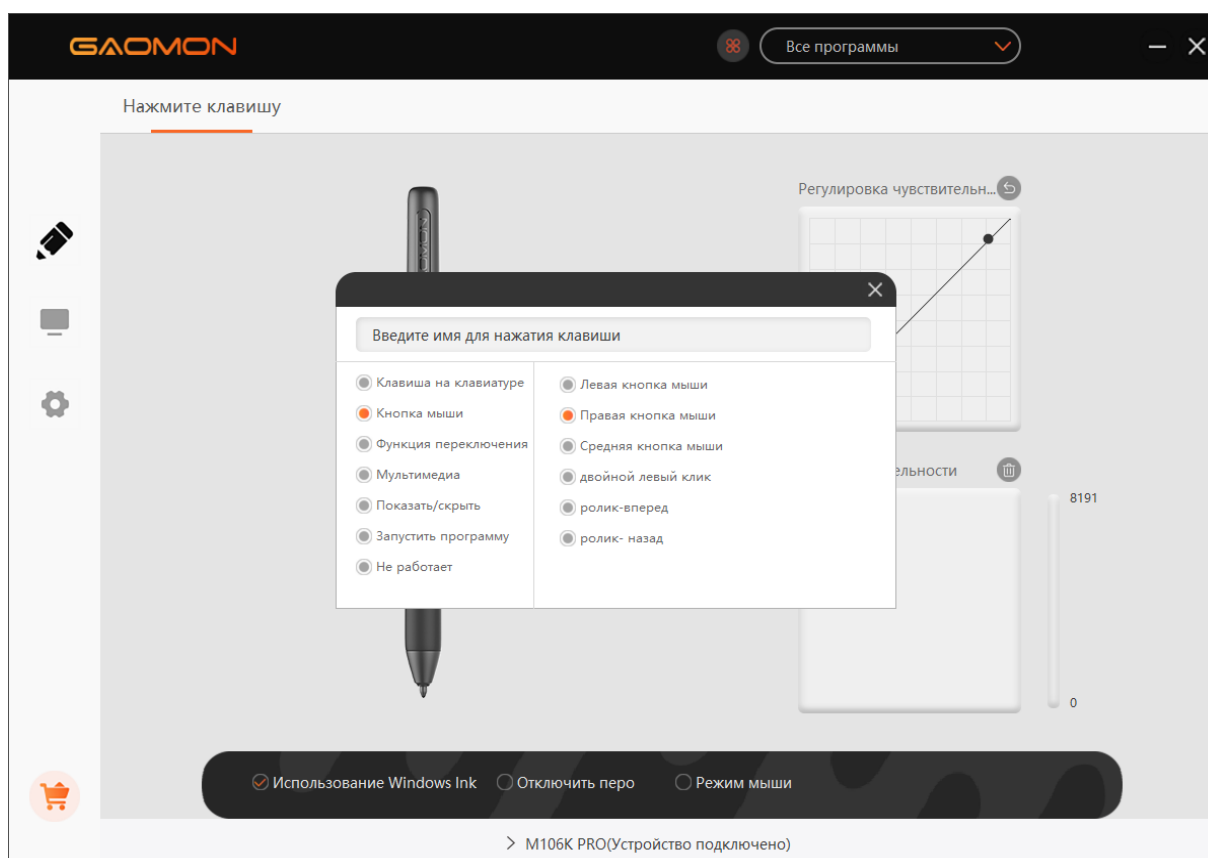 GAOMON
Все программы
Нажмите клавишу
Регулировка чувствительн...
Введите имя для нажатия клавиши
Клавиша на клавиатуре
Кнопка мыши
Функция переключения
Мультимедиа
Показать/скрыть
Запустить программу
Не работает
Левая кнопка мыши
Правая кнопка мыши
Средняя кнопка мыши
двойной левый клик
ролик-вперед
ролик- назад
8191
0
Использование Windows Ink
Отключить перо
Режим мыши
M106K PRO(Устройство подключено)